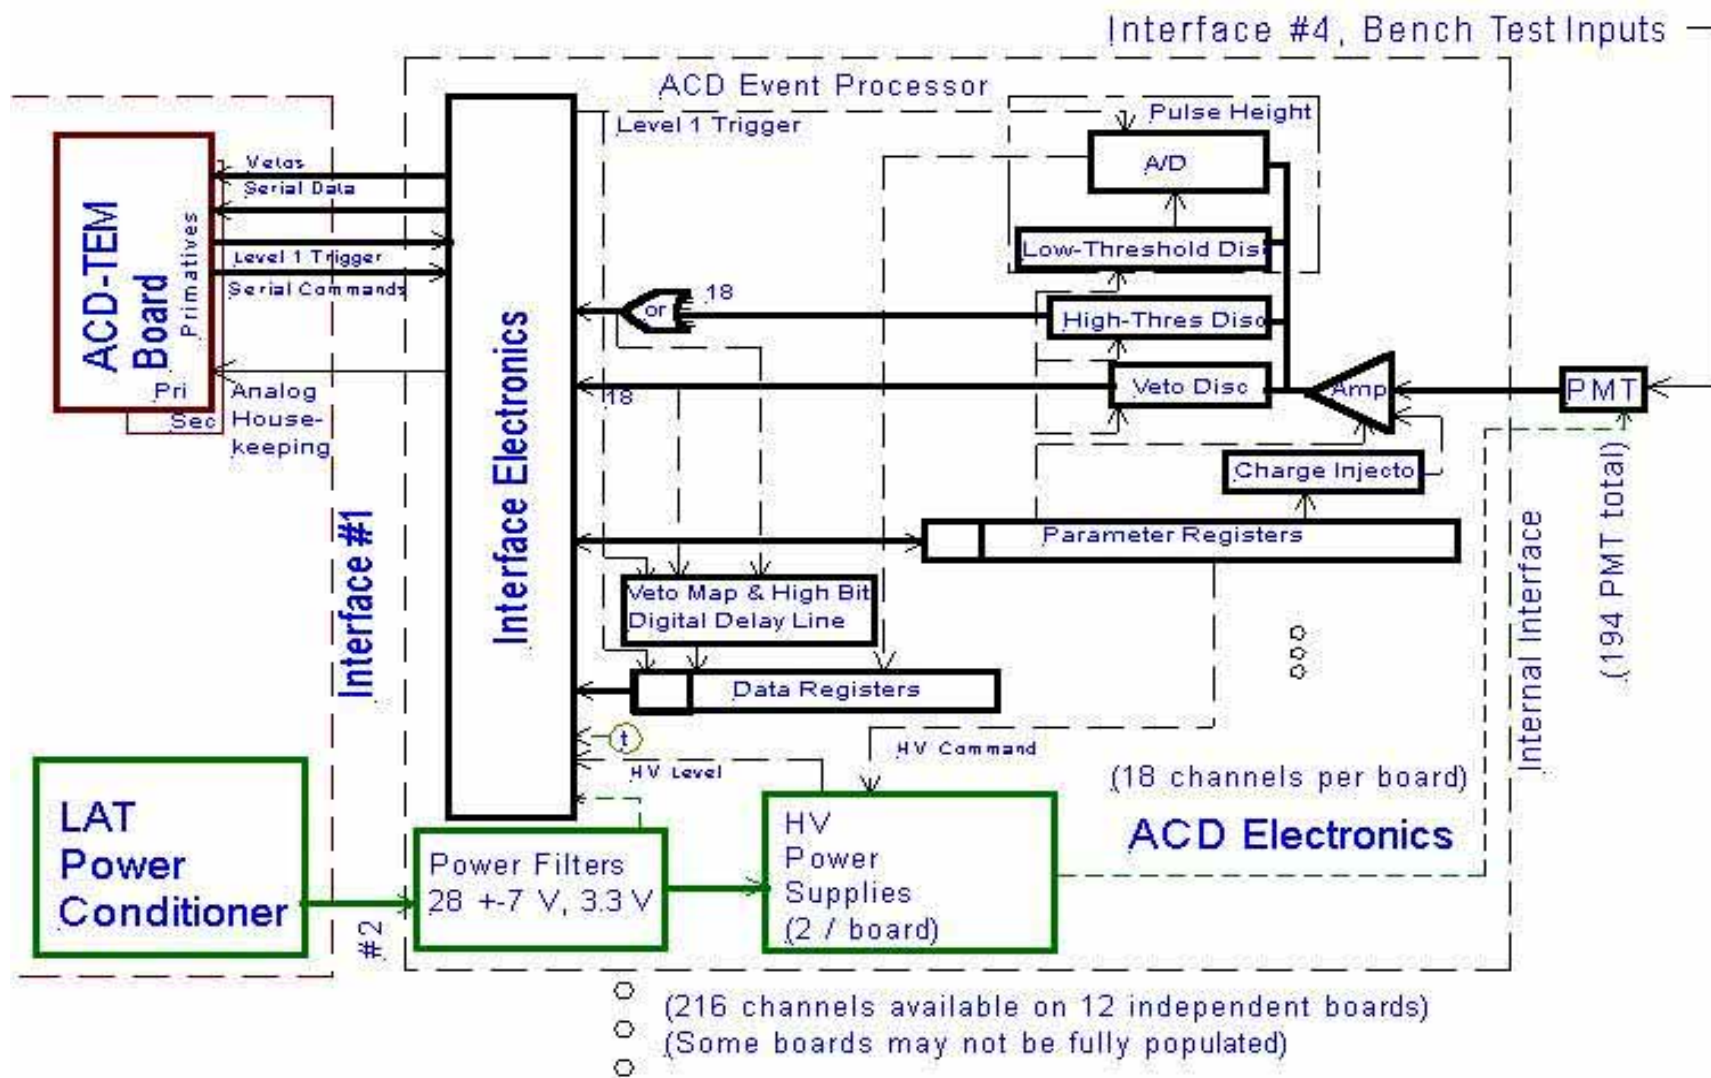 Interface #4, Bench Test Inputs
ACD Event Processor
Level 1 Trigger
Pulse Height
A/D
Vetos
Serial Data
Level 1 Trigger
Serial Commands
ACD-TEM
Board
Primatives
Pri
Sec
Analog
House-
keeping
Interface Electronics
Low-Threshold Disc
or
18
High-Thres Disc
18
Veto Disc
Amp
PMT
Charge Injecto
(194 PMT total)
Interface #1
Parameter Registers
Internal Interface
Veto Map & High Bit
Digital Delay Line
Data Registers
t
HV Level
HV Command
(18 channels per board)
ACD Electronics
LAT
Power
Conditioner
#2
Power Filters
28 +-7 V, 3.3 V
HV
Power
Supplies
(2 / board)
(216 channels available on 12 independent boards)
(Some boards may not be fully populated)